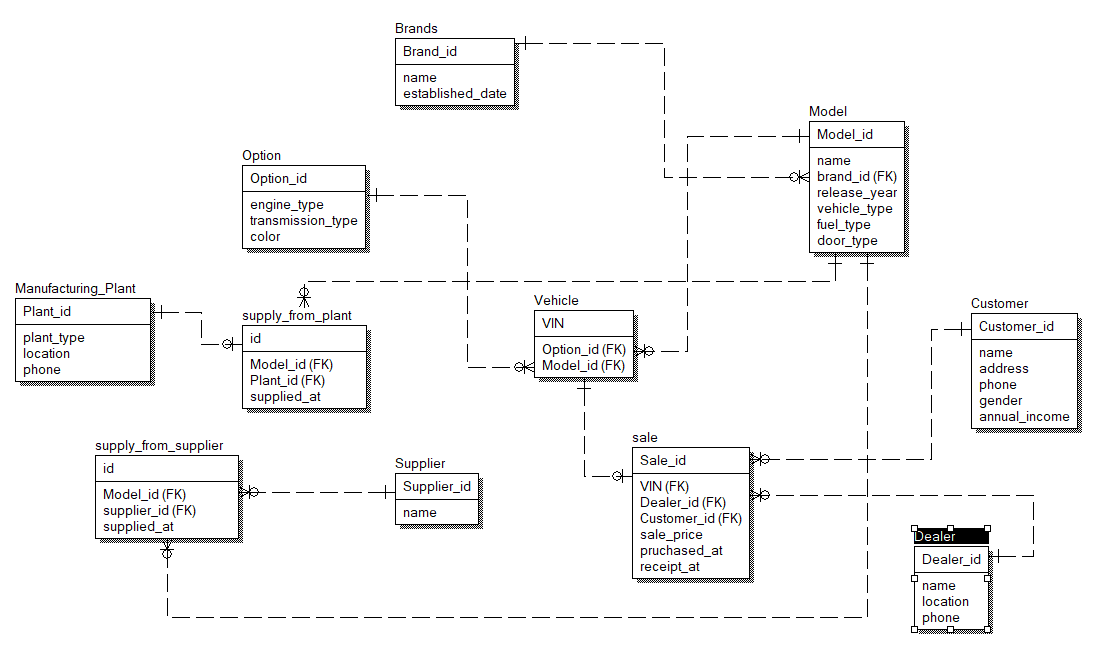 Brands
Brand_id
name
established_date
Model
Model_id
name
brand_id (FK)
release_year
vehicle_type
fuel_type
door_type
Option
Option_id
engine_type
transmission_type
color
Manufacturing_Plant
Plant_id
plant_type
location
phone
supply_from_plant
id
Model_id (FK)
Plant_id (FK)
supplied_at
Vehicle
VIN
Option_id (FK)
Model_id (FK)
Customer
Customer_id
name
address
phone
gender
annual_income
supply_from_supplier
id
Model_id (FK)
supplier_id (FK)
supplied_at
Supplier
Supplier_id
name
sale
Sale_id
VIN (FK)
Dealer_id (FK)
Customer_id (FK)
sale_price
pruchased_at
receipt_at
Dealer
Dealer_id
name
location
phone